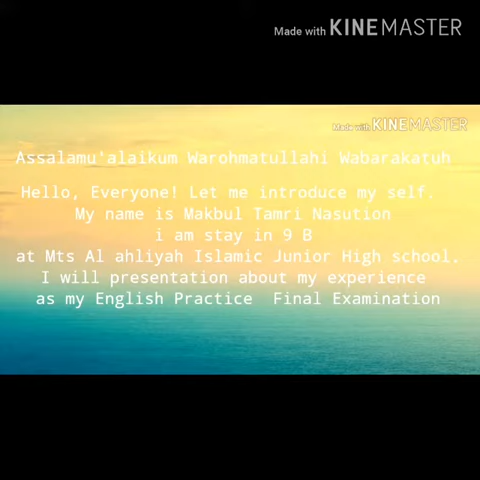 Made with KINEMASTER
Made with KINEMASTER
Assalamu'alaikum Warohmatullahi Wabarakatuh
Hello, Everyone! Let me introduce my self.
My name is Makbul Tamri Nasution
i am stay in 9 B
at Mts Al ahliyah Islamic Junior High school.
I will presentation about my experience
as my English Practice Final Examination